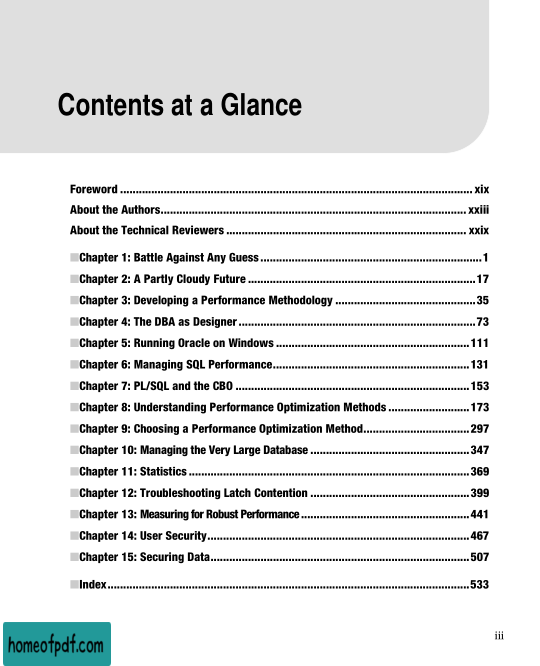 Contents at a Glance
Foreword ................................................................................................................ xix
About the Authors.................................................................................................. xxiii
About the Technical Reviewers ............................................................................. xxix
■Chapter 1: Battle Against Any Guess.......................................................................1
■Chapter 2: A Partly Cloudy Future .........................................................................17
■Chapter 3: Developing a Performance Methodology .............................................35
■Chapter 4: The DBA as Designer............................................................................73
■Chapter 5: Running Oracle on Windows ..............................................................111
■Chapter 6: Managing SQL Performance...............................................................131
■Chapter 7: PL/SQL and the CBO ...........................................................................153
■Chapter 8: Understanding Performance Optimization Methods ..........................173
■Chapter 9: Choosing a Performance Optimization Method..................................297
■Chapter 10: Managing the Very Large Database ...................................................347
■Chapter 11: Statistics ..........................................................................................369
■Chapter 12: Troubleshooting Latch Contention ...................................................399
■Chapter 13: Measuring for Robust Performance......................................................441
■Chapter 14: User Security....................................................................................467
■Chapter 15: Securing Data...................................................................................507
■Index....................................................................................................................533
iii
homeofpdf.com